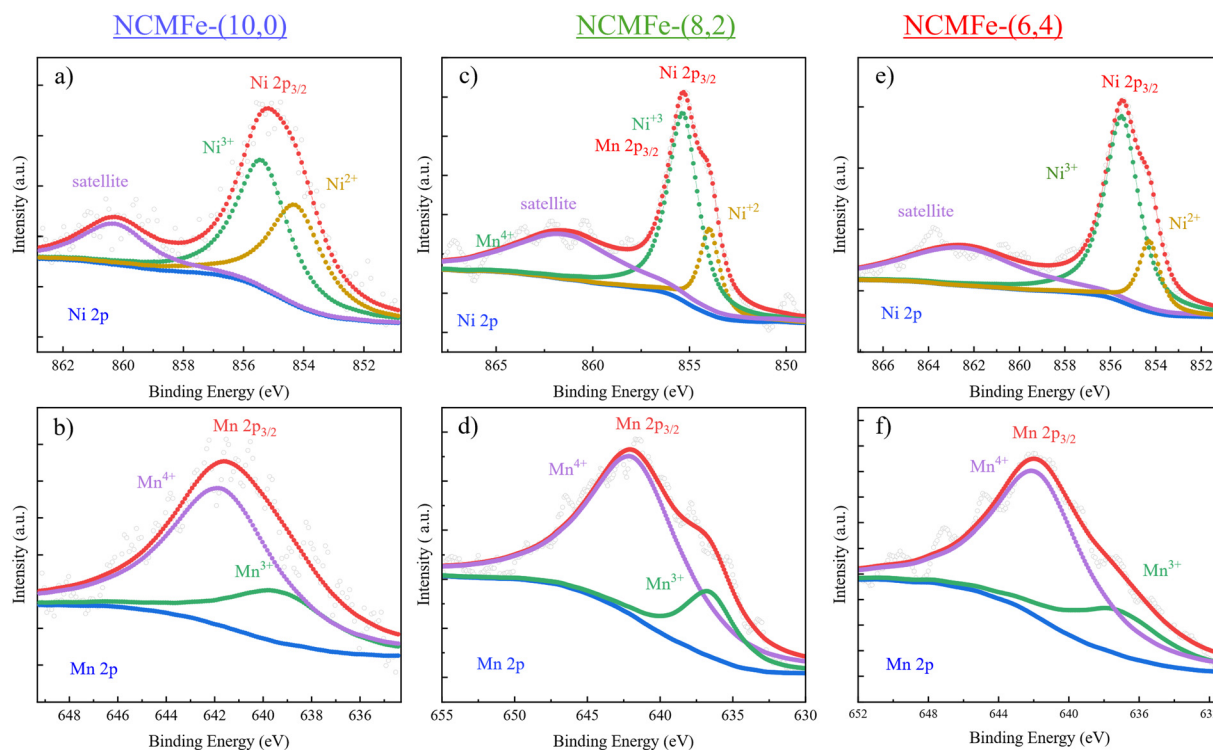 NCMFe-(10,0)
NCMFe-(8,2)
NCMFe-(6,4)
a)
Ni 2p3/2
Ni3+
Ni2+
satellite
Ni 2p
Intensity (a.u.)
862 860 858 856 854 852
Binding Energy (eV)
c)
Ni 2p3/2
Ni+3
Mn 2p3/2
satellite
Mn4+
Ni+2
Ni 2p
Intensity (a.u.)
865 860 855 850
Binding Energy (eV)
e)
Ni 2p3/2
Ni3+
satellite
Ni2+
Ni 2p
Intensity (a.u.)
866 864 862 860 858 856 854 852
Binding Energy (eV)
b)
Mn 2p3/2
Mn4+
Mn3+
Mn 2p
Intensity (a.u.)
648 646 644 642 640 638 636
Binding Energy (eV)
d)
Mn 2p3/2
Mn4+
Mn3+
Mn 2p
Intensity ( a.u.)
655 650 645 640 635 630
Binding Energy (eV)
f)
Mn 2p3/2
Mn4+
Mn3+
Mn 2p
Intensity (a.u.)
652 648 644 640 636
Binding Energy (eV)